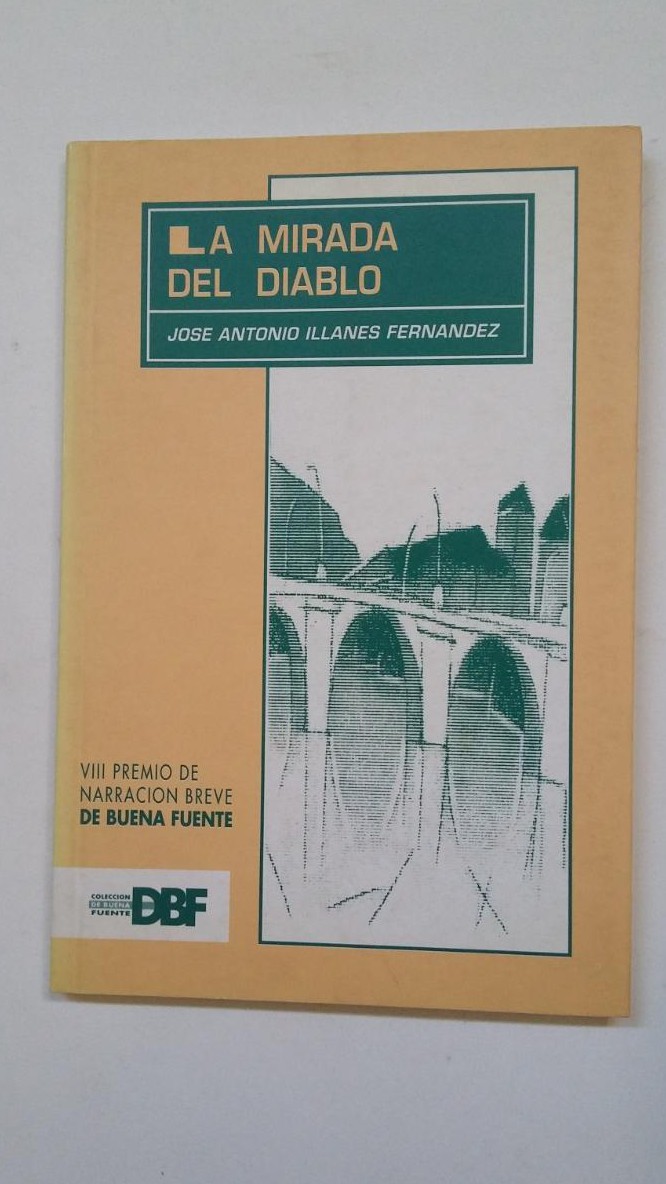 LA MIRADA
DEL DIABLO
JOSE ANTONIO ILLANES FERNANDEZ
VIII PREMIO DE
NARRACION BREVE
DE BUENA FUENTE
COLECCION
DE BUENA
FUENTE
DBF